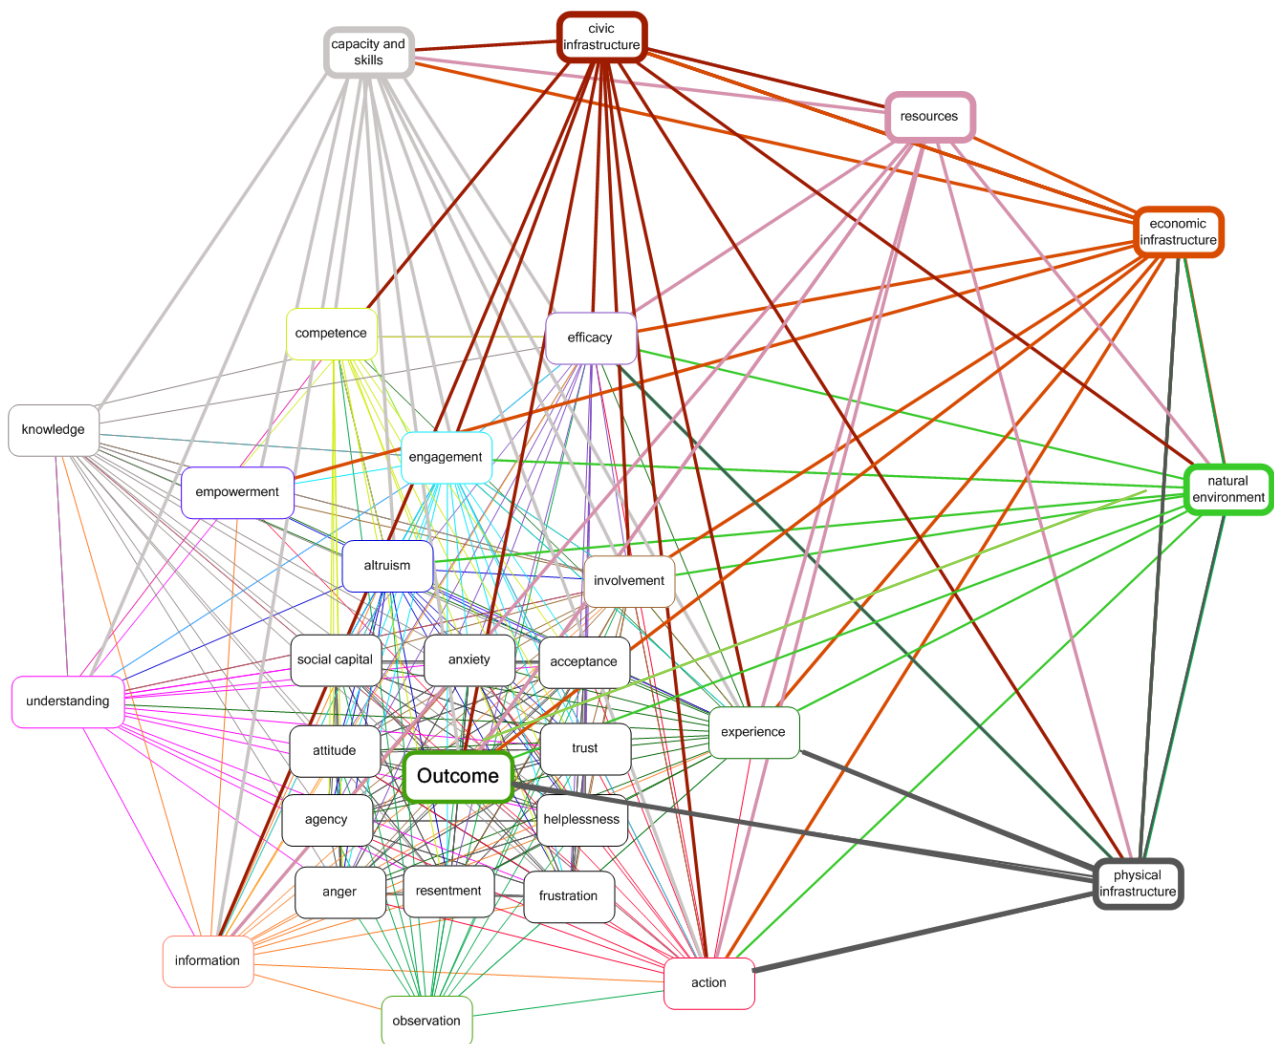 civic
infrastructure
capacity and
skills
resources
economic
infrastructure
competence
efficacy
knowledge
engagement
natural
environment
empowerment
altruism
involvement
social capital
anxiety
acceptance
understanding
experience
attitude
trust
Outcome
agency
helplessness
physical
infrastructure
anger
resentment
frustration
information
action
observation